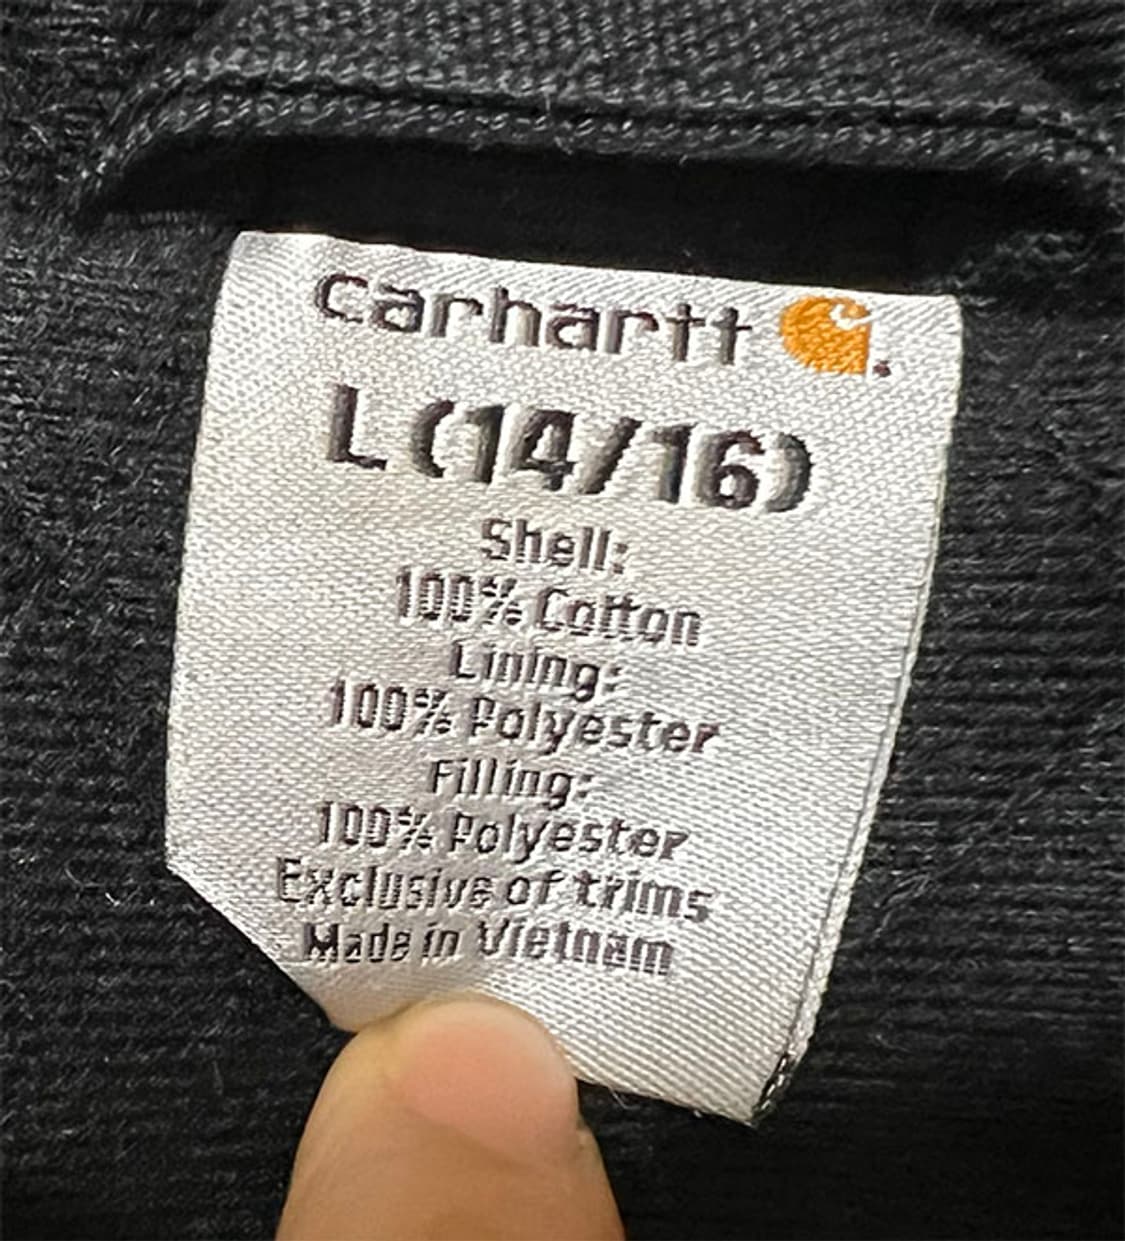 carhartt
L (14/16)
Shell:
100% Cotton
Lining:
100% Polyester
Filling:
100% Polyester
Exclusive of trims
Made in Vietnam